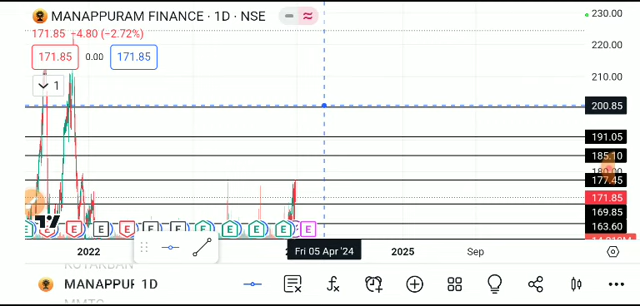 MANAPPURAM FINANCE · 1D · NSE
171.85 −4.80 (−2.72%)
171.85 0.00 171.85
1
230.00
220.00
210.00
200.85
191.05
185.10
180.00
177.45
171.85
169.85
163.60
E E E E E E E E E E
2022 Fri 05 Apr '24 2025 Sep
MANAPPUR 1D